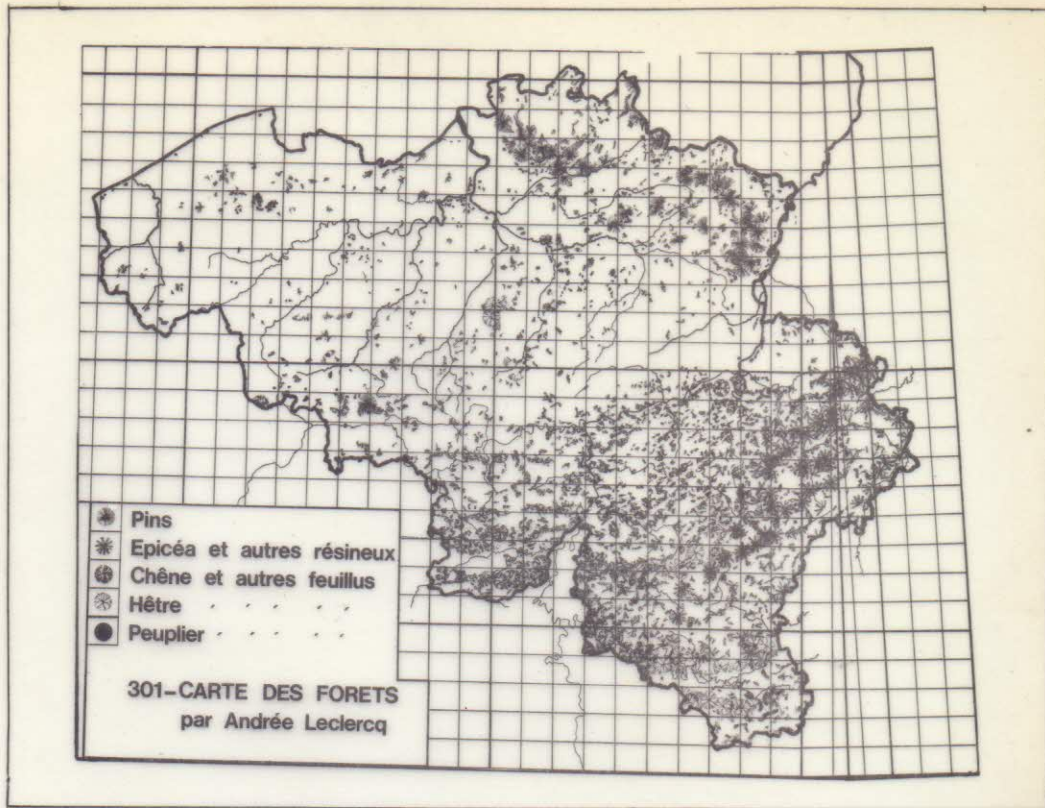 Pins
Epicéa et autres résineux
Chêne et autres feuillus
Hêtre " " "
Peuplier " " "
301-CARTE DES FORETS
par Andrée Leclercq